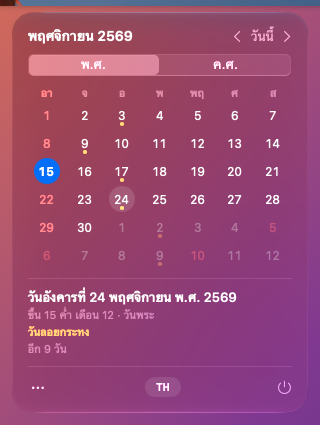 พฤศจิกายน 2569 วันนี้
พ.ศ. ค.ศ.
อา จ อ พ พฤ ศ ส
1 2 3 4 5 6 7
8 9 10 11 12 13 14
15 16 17 18 19 20 21
22 23 24 25 26 27 28
29 30 1 2 3 4 5
6 7 8 9 10 11 12
วันอังคารที่ 24 พฤศจิกายน พ.ศ. 2569
ขึ้น 15 ค่ำ เดือน 12 · วันพระ
วันลอยกระทง
อีก 9 วัน
TH